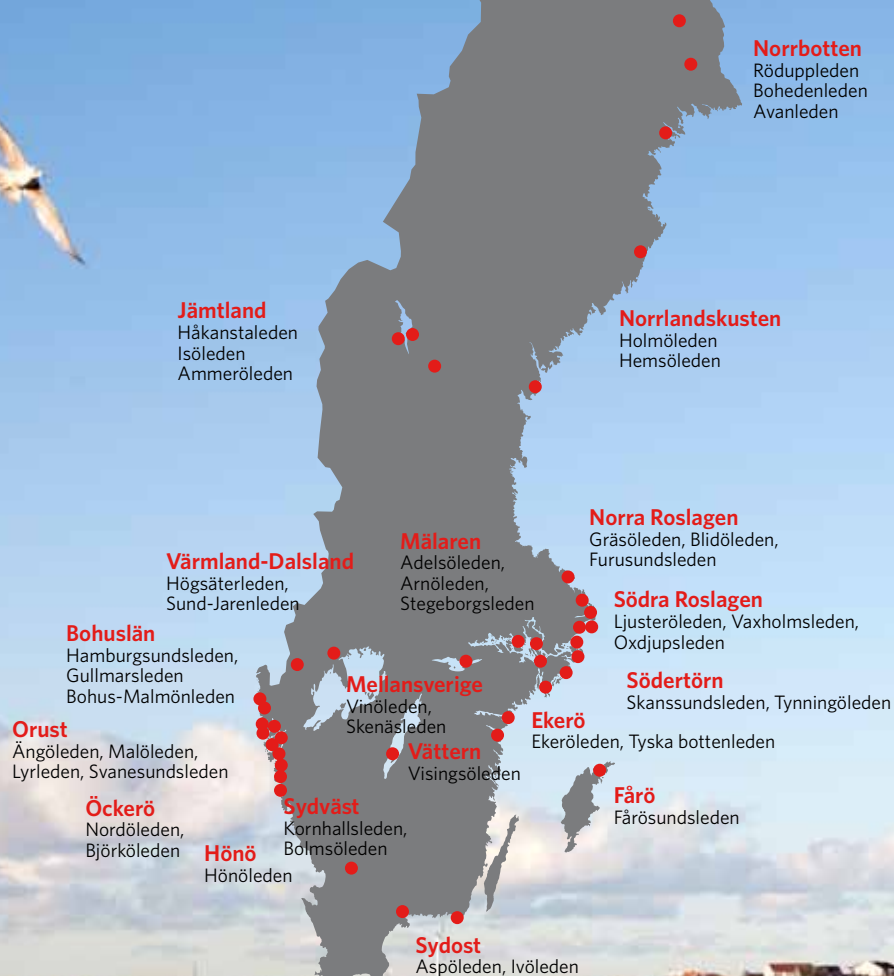 Norrbotten
Röduppleden
Bohedenleden
Avanleden
Jämtland
Håkanstaleden
Isöleden
Ammeröleden
Norrlandskusten
Holmöleden
Hemsöleden
Norra Roslagen
Gräsöleden, Blidöleden,
Furusundsleden
Mälaren
Adelsöleden,
Arnöleden,
Stegeborgsleden
Värmland-Dalsland
Högsäterleden,
Sund-Jarenleden
Södra Roslagen
Ljusteröleden, Vaxholmsleden,
Oxdjupsleden
Bohuslän
Hamburgsundsleden,
Gullmarsleden
Bohus-Malmönleden
Södertörn
Skanssundsleden, Tynningöleden
Mellansverige
Vinöleden,
Skenäsleden
Ekerö
Ekeröleden, Tyska bottenleden
Orust
Ängöleden, Malöleden,
Lyrleden, Svanesundsleden
Vättern
Visingsöleden
Fårö
Fårösundsleden
Öckerö
Nordöleden,
Björköleden
Sydväst
Kornhallsleden,
Bolmsöleden
Hönö
Hönöleden
Sydost
Aspöleden, Ivöleden